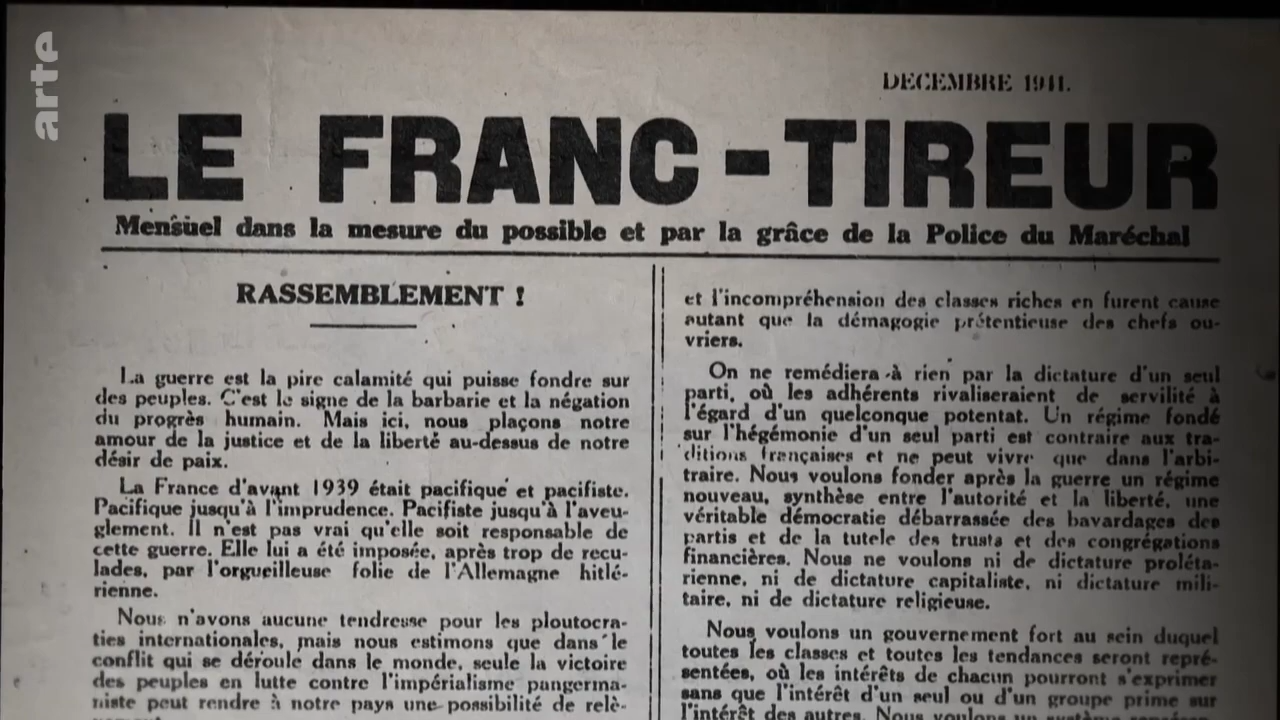 arte
DECEMBRE 1941.
LE FRANC-TIREUR
Mensuel dans la mesure du possible et par la grâce de la Police du Maréchal
RASSEMBLEMENT !
La guerre est la pire calamité qui puisse fondre sur
des peuples. C'est le signe de la barbarie et la négation
du progrès humain. Mais ici, nous plaçons notre
amour de la justice et de la liberté au-dessus de notre
désir de paix.
La France d'avant 1939 était pacifique et pacifiste.
Pacifique jusqu'à l'imprudence. Pacifiste jusqu'à l'aveu-
glement. Il n'est pas vrai qu'elle soit responsable de
cette guerre. Elle lui a été imposée, après trop de recu-
lades, par l'orgueilleuse folie de l'Allemagne hitlé-
rienne.
Nous n'avons aucune tendresse pour les ploutocra-
ties internationales, mais nous estimons que dans le
conflit qui se déroule dans le monde, seule la victoire
des peuples en lutte contre l'impérialisme pangerma-
niste peut rendre à notre pays une possibilité de relè-
et l'incompréhension des classes riches en furent cause
autant que la démagogie prétentieuse des chefs ou-
vriers.
On ne remédiera à rien par la dictature d'un seul
parti, où les adhérents rivaliseraient de servilité à
l'égard d'un quelconque potentat. Un régime fondé
sur l'hégémonie d'un seul parti est contraire aux tra-
ditions françaises et ne peut vivre que dans l'arbi-
traire. Nous voulons fonder après la guerre un régime
nouveau, synthèse entre l'autorité et la liberté, une
véritable démocratie débarrassée des bavardages des
partis et de la tutele des trusts et des congrégations
financières. Nous ne voulons ni de dictature proléta-
rienne, ni de dictature capitaliste, ni dictature mili-
taire, ni de dictature religieuse.
Nous voulons un gouvernement fort au sein duquel
toutes les classes et toutes les tendances seront repré-
sentées, où les intérêts de chacun pourront s'exprimer
sans que l'intérêt d'un seul ou d'un groupe prime sur
l'intérêt des autres. Nous voulons un système